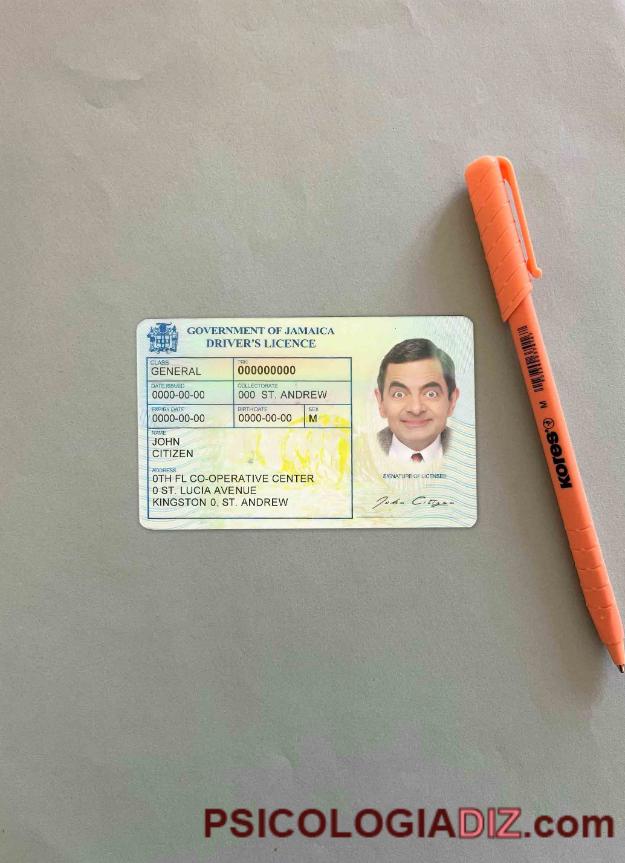 GOVERNMENT OF JAMAICA
DRIVER'S LICENCE
CLASS
GENERAL
TRN
000000000
DATE ISSUED
0000-00-00
COLLECTORATE
000 ST. ANDREW
EXPIRY DATE
0000-00-00
BIRTHDATE
0000-00-00
SEX
M
NAME
JOHN
CITIZEN
ADDRESS
0TH FL CO-OPERATIVE CENTER
0 ST. LUCIA AVENUE
KINGSTON 0, ST. ANDREW
SIGNATURE OF LICENSEE
John Citizen
M
Kores
PSICOLOGIADIZ.com